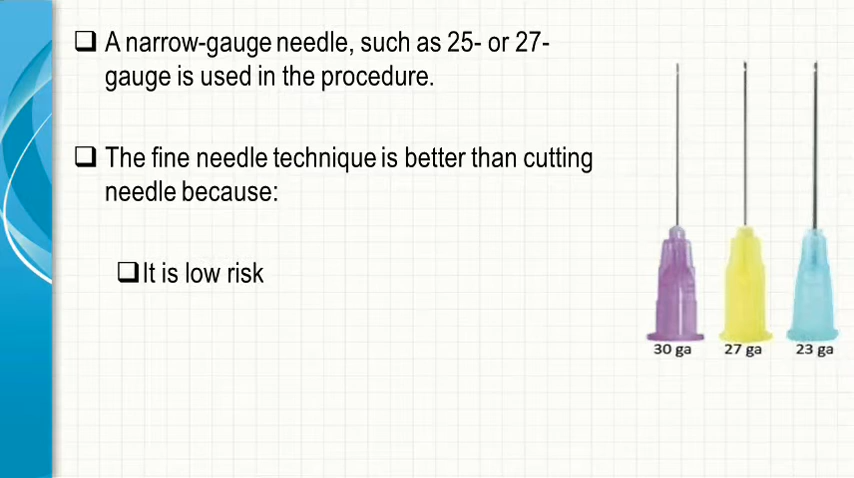 A narrow-gauge needle, such as 25- or 27-
gauge is used in the procedure.
The fine needle technique is better than cutting
needle because:
It is low risk
30 ga
27 ga
23 ga